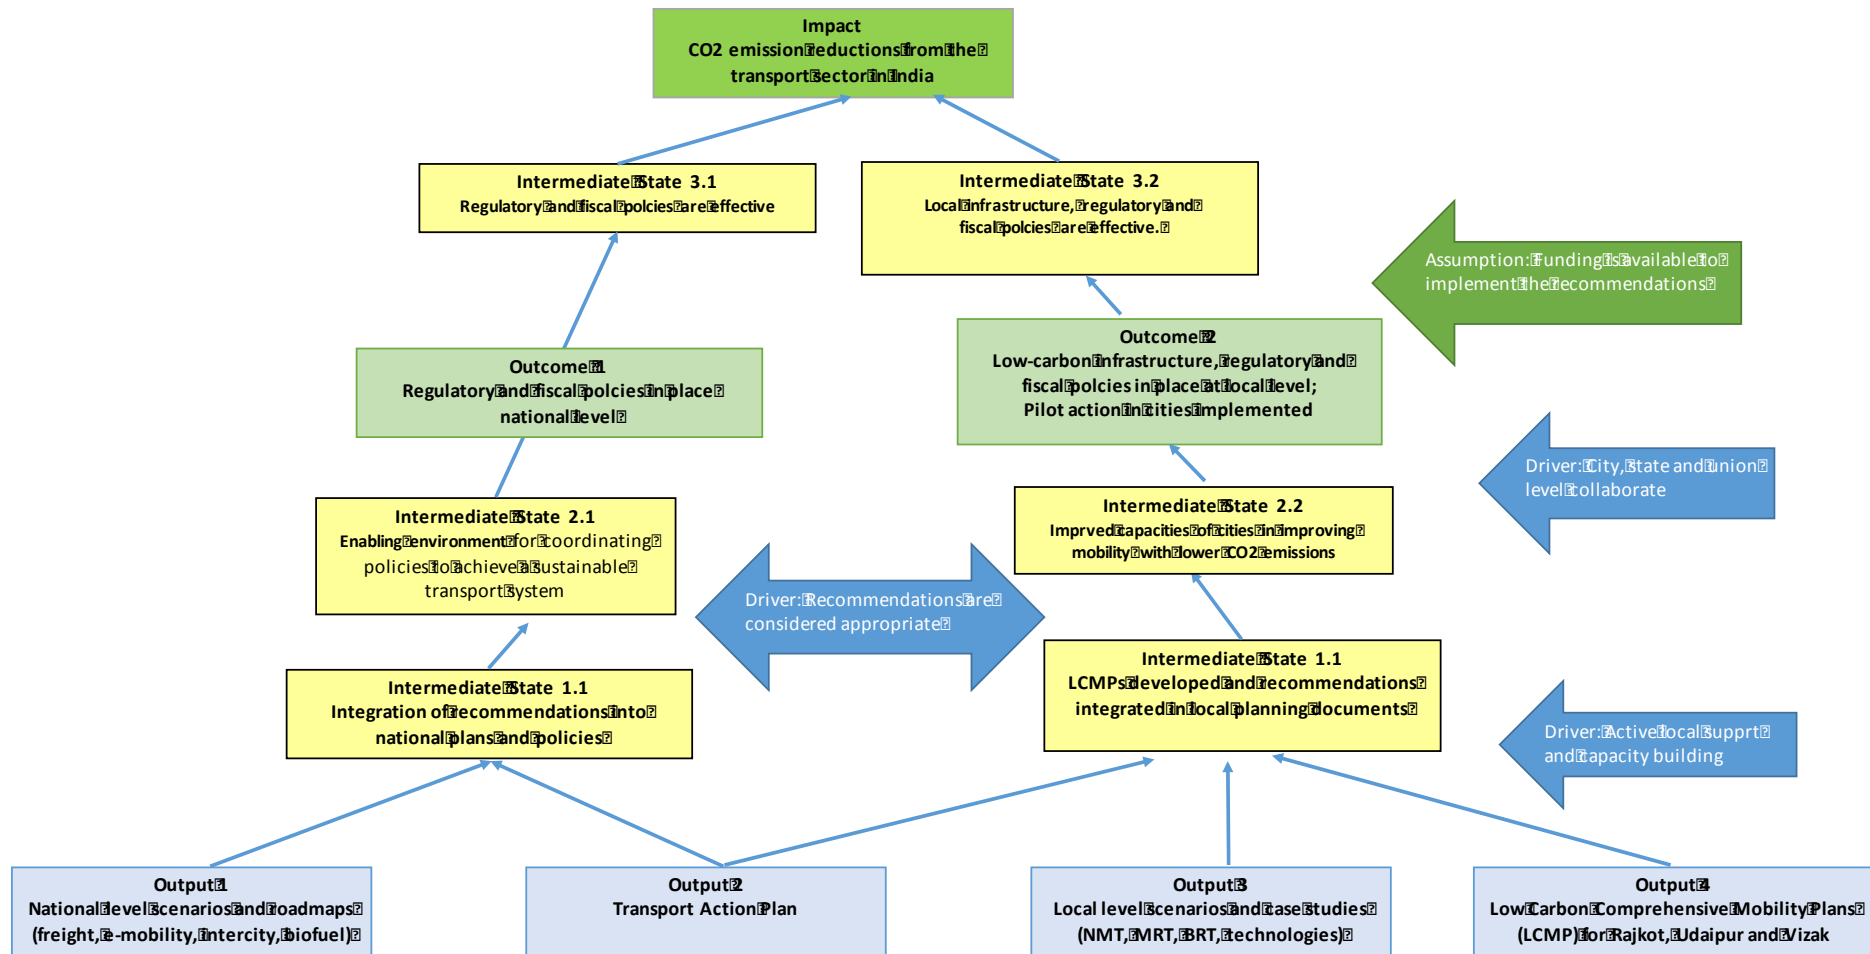 Impact
CO2 emission reductions from the
transport sector in India
Intermediate State 3.1
Regulatory and fiscal polcies are effective
Intermediate State 3.2
Local infrastructure, regulatory and
fiscal polcies are effective.
Assumption: Funding is available to
implement the recommendations
Outcome 1
Regulatory and fiscal polcies in place
national level
Outcome 2
Low-carbon infrastructure, regulatory and
fiscal polcies in place at local level;
Pilot action in cities implemented
Driver: City, state and union
level collaborate
Intermediate State 2.1
Enabling environment for coordinating
policies to achieve a sustainable
transport system
Intermediate State 2.2
Imprved capacities of cities in improving
mobility with lower CO2 emissions
Driver: Recommendations are
considered appropriate
Intermediate State 1.1
Integration of recommendations into
national plans and policies
Intermediate State 1.1
LCMPs developed and recommendations
integrated in local planning documents
Driver: Active local supprt
and capacity building
Output 1
National level scenarios and roadmaps
(freight, e-mobility, intercity, biofuel)
Output 2
Transport Action Plan
Output 3
Local level scenarios and case studies
(NMT, MRT, BRT, technologies)
Output 4
Low Carbon Comprehensive Mobility Plans
(LCMP) for Rajkot, Udaipur and Vizak